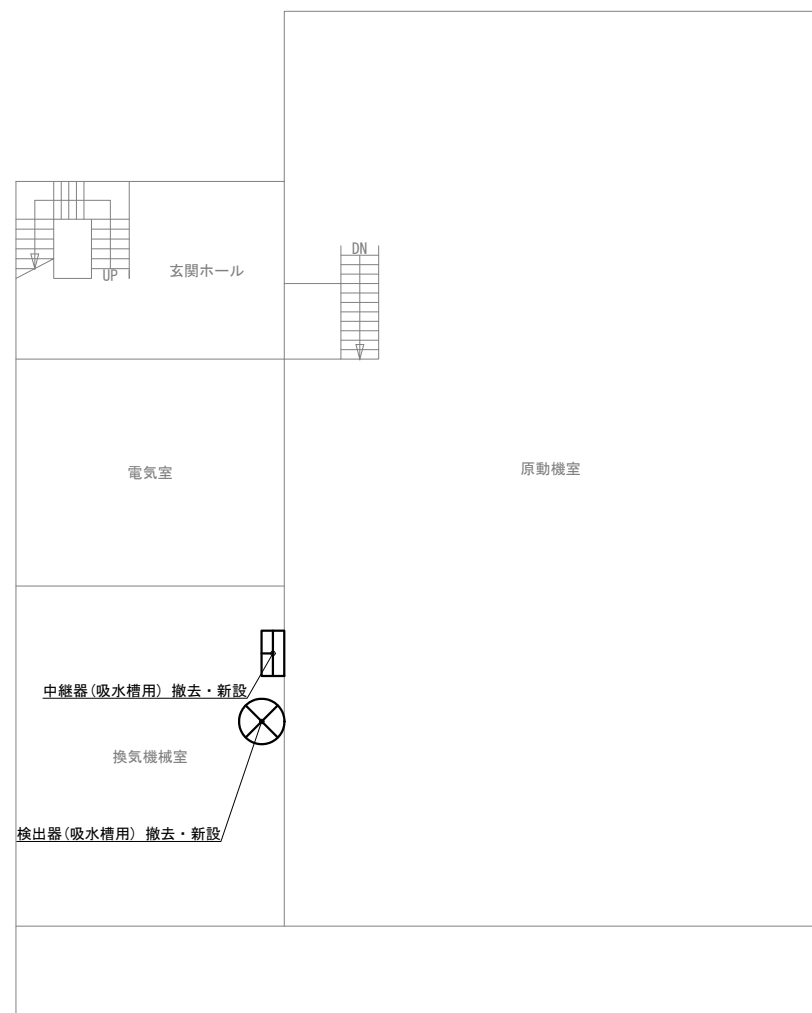 DN
玄関ホール
UP
原動機室
電気室
中継器(吸水槽用) 撤去・新設
換気機械室
検出器(吸水槽用) 撤去・新設